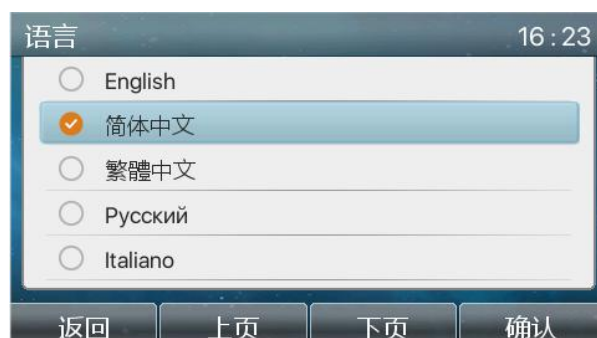 语言 16:23
English
简体中文
繁體中文
Русский
Italiano
返回 上页 下页 确认